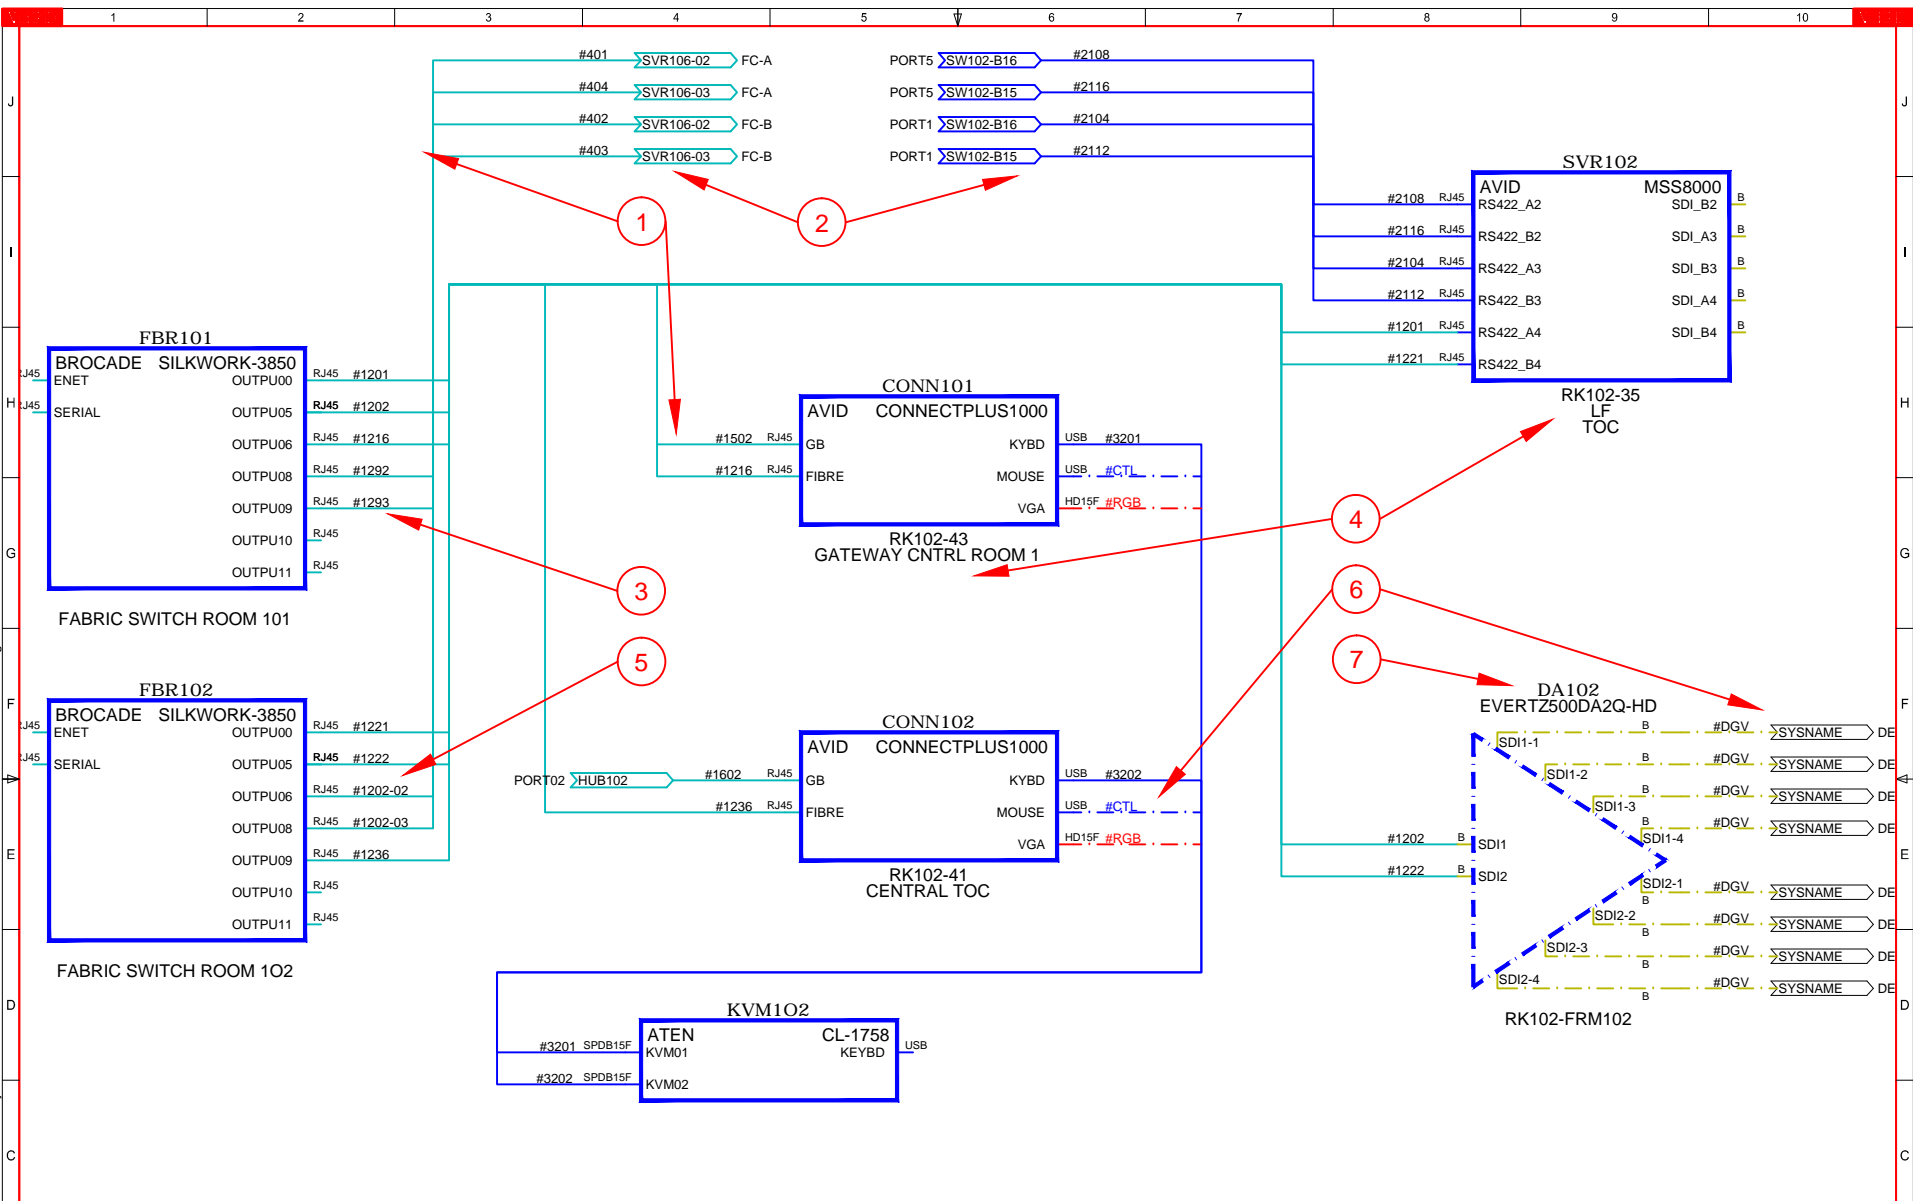 1 2 3 4 5 6 7 8 9 10
J J
I I
H H
G G
F F
E E
D D
C C
#401 SVR106-02 FC-A
#404 SVR106-03 FC-A
#402 SVR106-02 FC-B
#403 SVR106-03 FC-B
PORT5 SW102-B16 #2108
PORT5 SW102-B15 #2116
PORT1 SW102-B16 #2104
PORT1 SW102-B15 #2112
1
2
3
4
5
6
7
SVR102
AVID MSS8000
#2108 RJ45 RS422_A2 SDI_B2 B
#2116 RJ45 RS422_B2 SDI_A3 B
#2104 RJ45 RS422_A3 SDI_B3 B
#2112 RJ45 RS422_B3 SDI_A4 B
#1201 RJ45 RS422_A4 SDI_B4 B
#1221 RJ45 RS422_B4
RK102-35
LF
TOC
FBR101
BROCADE SILKWORK-3850
RJ45 ENET OUTPU00 RJ45 #1201
RJ45 SERIAL OUTPU05 RJ45 #1202
OUTPU06 RJ45 #1216
OUTPU08 RJ45 #1292
OUTPU09 RJ45 #1293
OUTPU10 RJ45
OUTPU11 RJ45
FABRIC SWITCH ROOM 101
CONN101
AVID CONNECTPLUS1000
#1502 RJ45 GB KYBD USB #3201
#1216 RJ45 FIBRE MOUSE USB #CTL
VGA HD15F #RGB
RK102-43
GATEWAY CNTRL ROOM 1
FBR102
BROCADE SILKWORK-3850
RJ45 ENET OUTPU00 RJ45 #1221
RJ45 SERIAL OUTPU05 RJ45 #1222
OUTPU06 RJ45 #1202-02
OUTPU08 RJ45 #1202-03
OUTPU09 RJ45 #1236
OUTPU10 RJ45
OUTPU11 RJ45
FABRIC SWITCH ROOM 1O2
CONN102
AVID CONNECTPLUS1000
PORT02 HUB102 #1602 RJ45 GB KYBD USB #3202
#1236 RJ45 FIBRE MOUSE USB #CTL
VGA HD15F #RGB
RK102-41
CENTRAL TOC
DA102
EVERTZ500DA2Q-HD
SDI1-1 B #DGV SYSNAME DE
SDI1-2 B #DGV SYSNAME DE
SDI1-3 B #DGV SYSNAME DE
SDI1-4 B #DGV SYSNAME DE
#1202 B SDI1
#1222 B SDI2
SDI2-1 B #DGV SYSNAME DE
SDI2-2 B #DGV SYSNAME DE
SDI2-3 B #DGV SYSNAME DE
SDI2-4 B #DGV SYSNAME DE
RK102-FRM102
KVM1O2
ATEN CL-1758
#3201 SPDB15F KVM01 KEYBD USB
#3202 SPDB15F KVM02